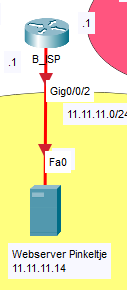 .1
B_ISP
.1
Gig0/0/2
11.11.11.0/24
Fa0
Webserver Pinkeltje
11.11.11.14